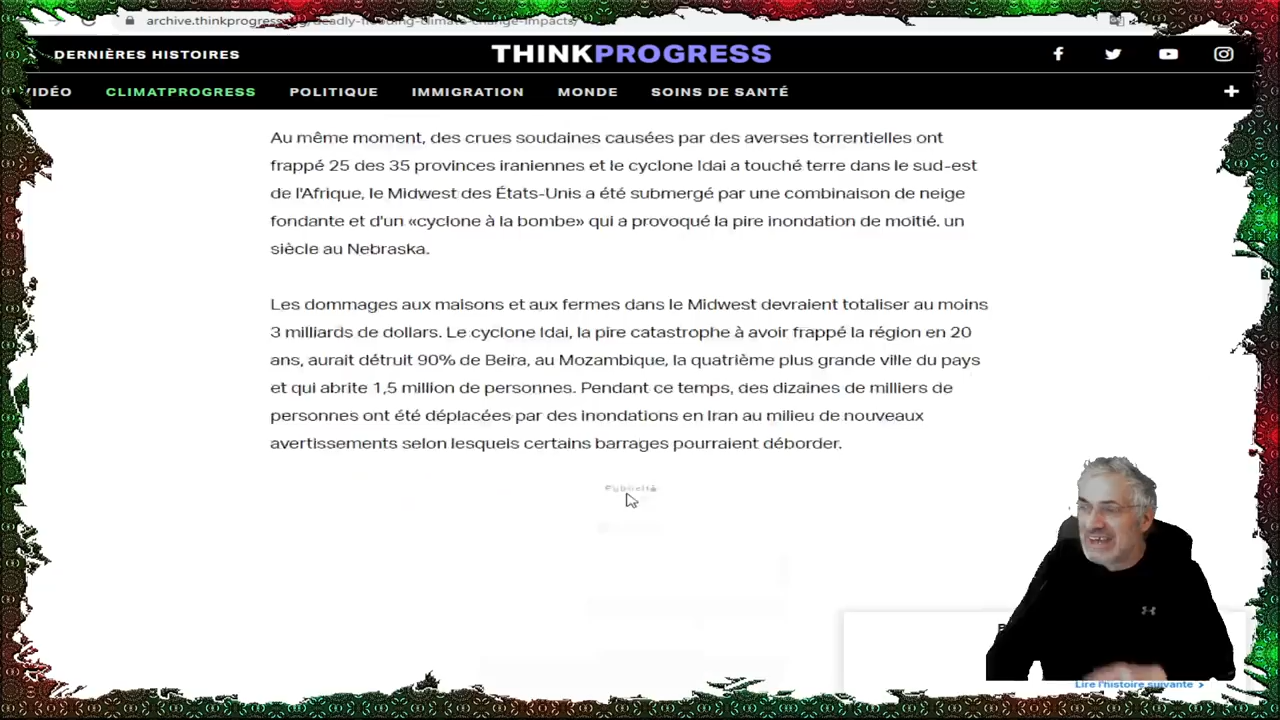 archive.thinkprogress.
deadly-flooding-climate-change-impacts/
DERNIÈRES HISTOIRES
THINKPROGRESS
CLIMATPROGRESS
POLITIQUE
IMMIGRATION
MONDE
SOINS DE SANTÉ
Au même moment, des crues soudaines causées par des averses torrentielles ont
frappé 25 des 35 provinces iraniennes et le cyclone Idai a touché terre dans le sud-est
de l'Afrique, le Midwest des États-Unis a été submergé par une combinaison de neige
fondante et d'un «cyclone à la bombe» qui a provoqué la pire inondation de moitié. un
siècle au Nebraska.
Les dommages aux maisons et aux fermes dans le Midwest devraient totaliser au moins
3 milliards de dollars. Le cyclone Idai, la pire catastrophe à avoir frappé la région en 20
ans, aurait détruit 90% de Beira, au Mozambique, la quatrième plus grande ville du pays
et qui abrite 1,5 million de personnes. Pendant ce temps, des dizaines de milliers de
personnes ont été déplacées par des inondations en Iran au milieu de nouveaux
avertissements selon lesquels certains barrages pourraient déborder.
Publicité
Lire l'histoire suivante >